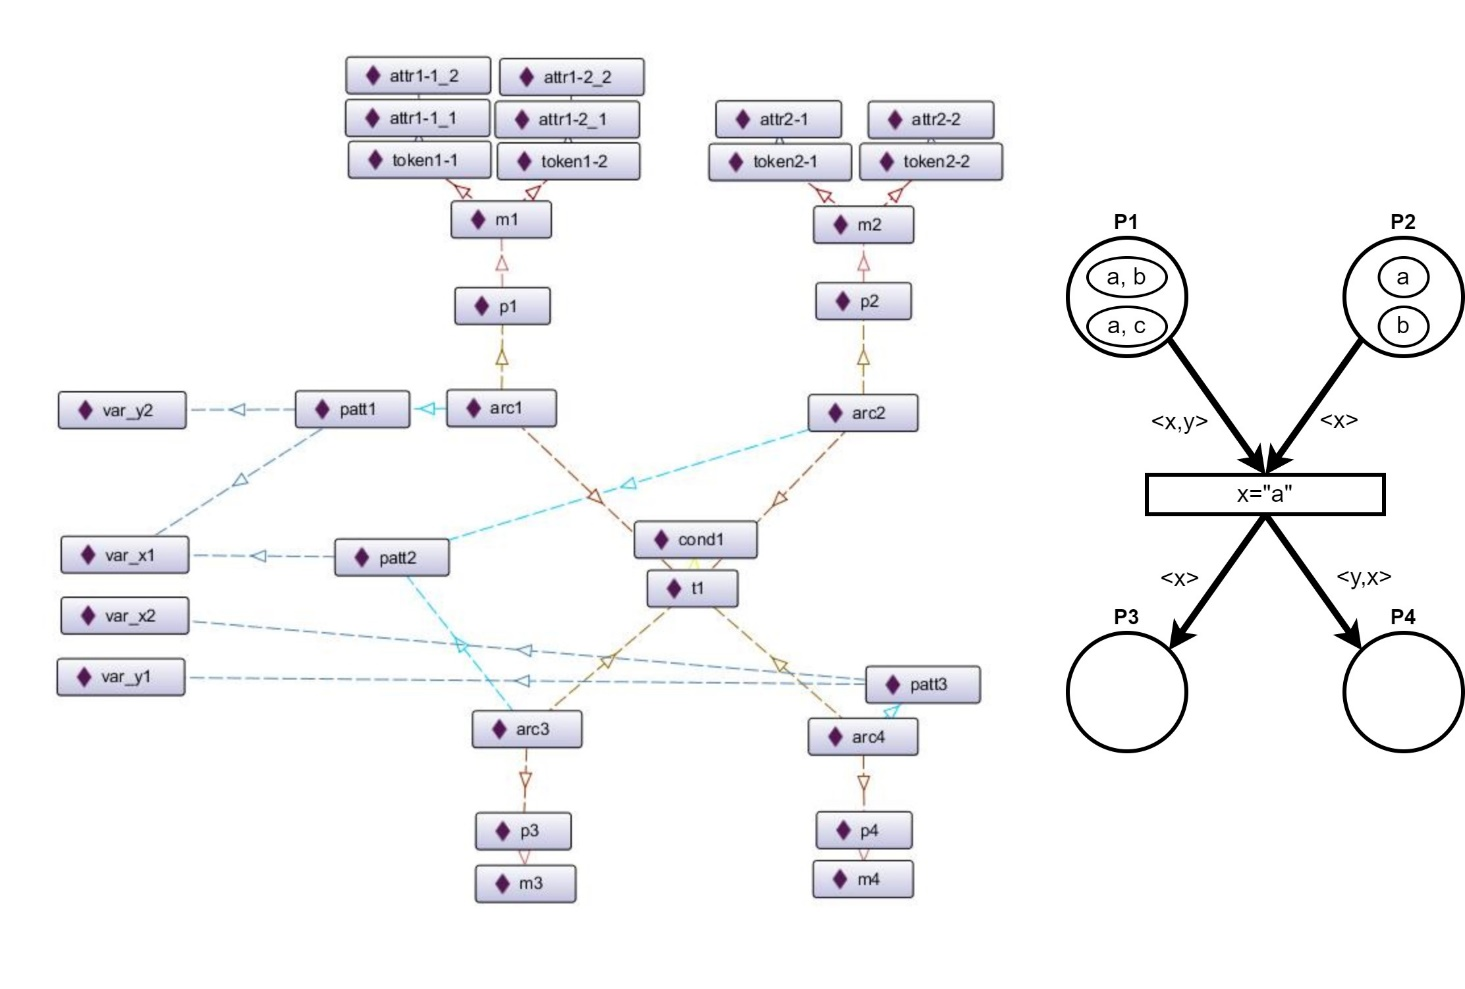 attr1-1_2
attr1-2_2
attr1-1_1
attr1-2_1
token1-1
token1-2
m1
p1
attr2-1
attr2-2
token2-1
token2-2
m2
p2
var_y2
patt1
arc1
arc2
var_x1
patt2
cond1
t1
var_x2
var_y1
patt3
arc3
arc4
p3
m3
p4
m4
P1
a, b
a, c
P2
a
b
<x,y>
<x>
x="a"
<x>
<y,x>
P3
P4